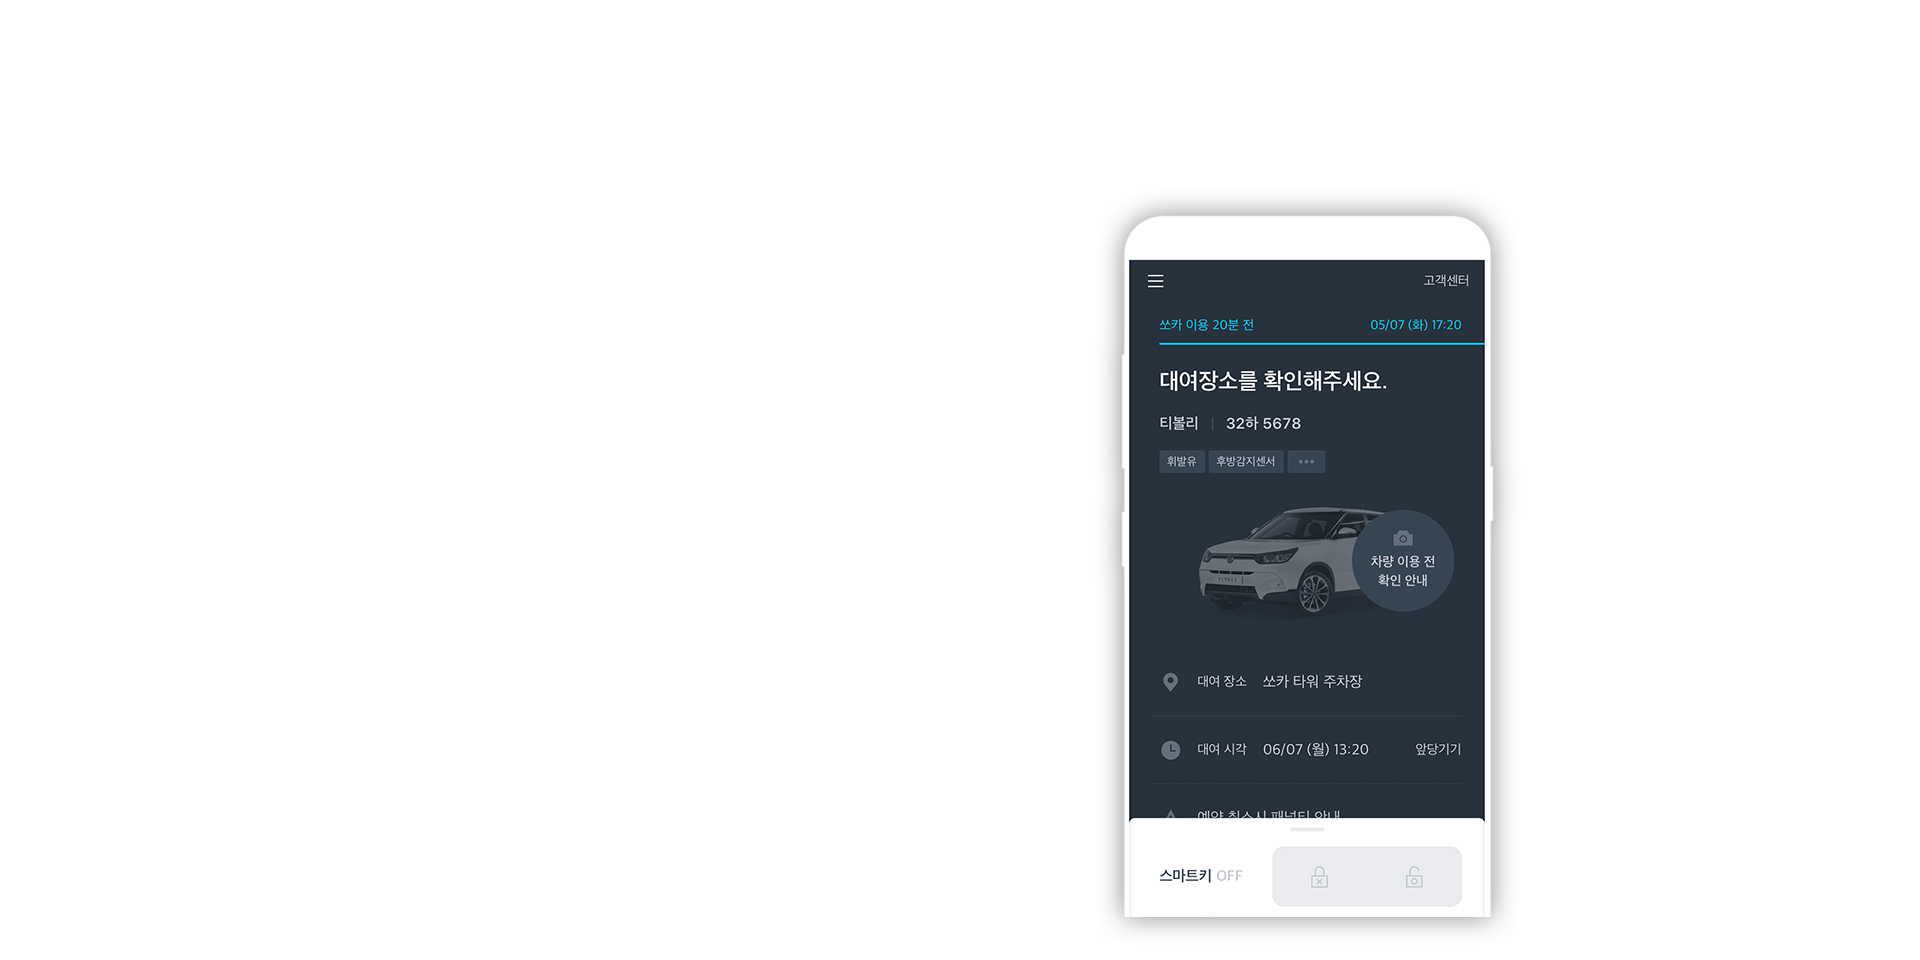 고객센터
쏘카 이용 20분 전 05/07 (화) 17:20
대여장소를 확인해주세요.
티볼리 | 32하 5678
휘발유 후방감지센서 •••
TIVOLI
차량 이용 전
확인 안내
대여 장소 쏘카 타워 주차장
대여 시각 06/07 (월) 13:20 앞당기기
예약 취소시 패널티 안내
스마트키 OFF